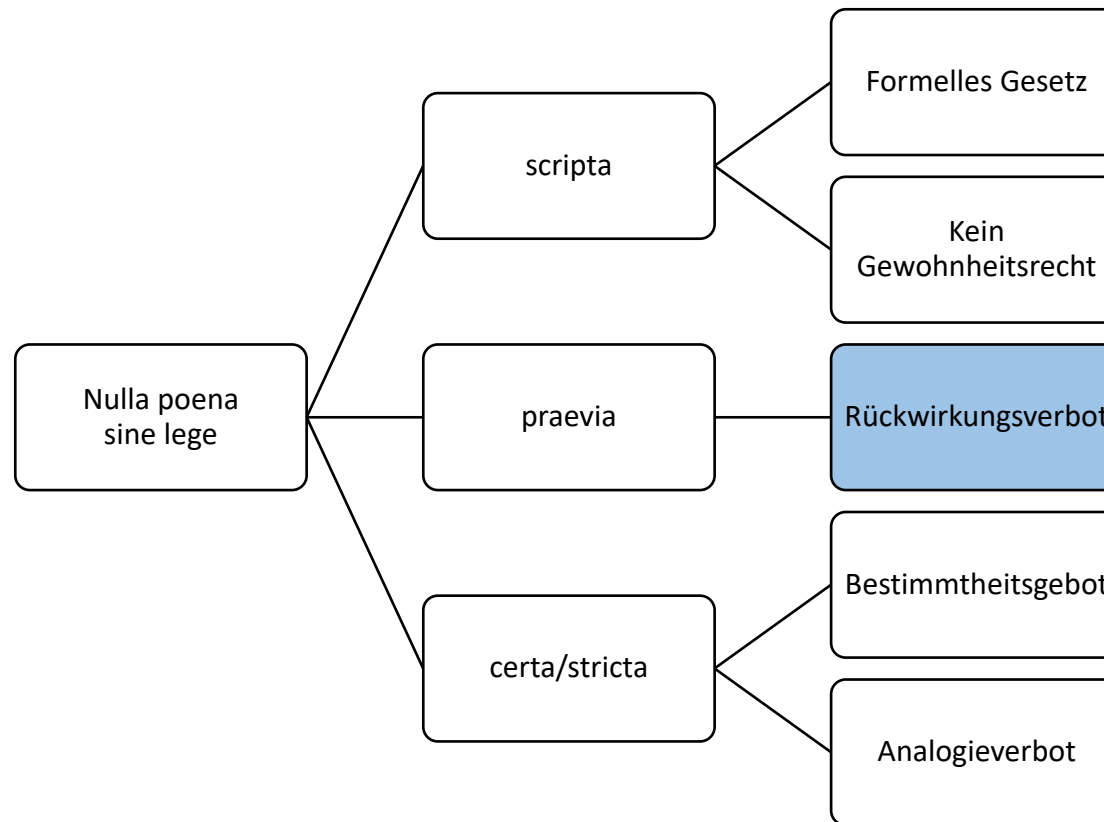 Nulla poena
sine lege
scripta
praevia
certa/stricta
Formelles Gesetz
Kein
Gewohnheitsrecht
Rückwirkungsverbot
Bestimmtheitsgebot
Analogieverbot